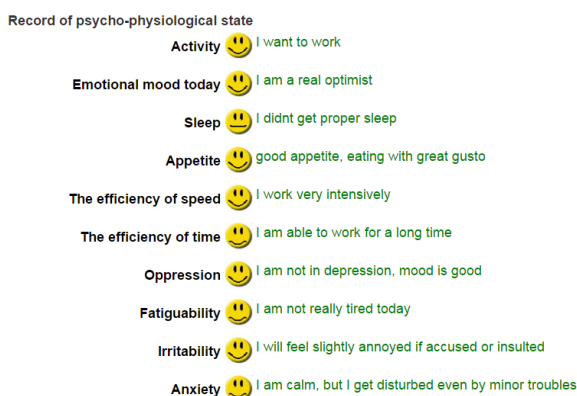 Record of psycho-physiological state
Activity I want to work
Emotional mood today I am a real optimist
Sleep I didnt get proper sleep
Appetite good appetite, eating with great gusto
The efficiency of speed I work very intensively
The efficiency of time I am able to work for a long time
Oppression I am not in depression, mood is good
Fatiguability I am not really tired today
Irritability I will feel slightly annoyed if accused or insulted
Anxiety I am calm, but I get disturbed even by minor troubles